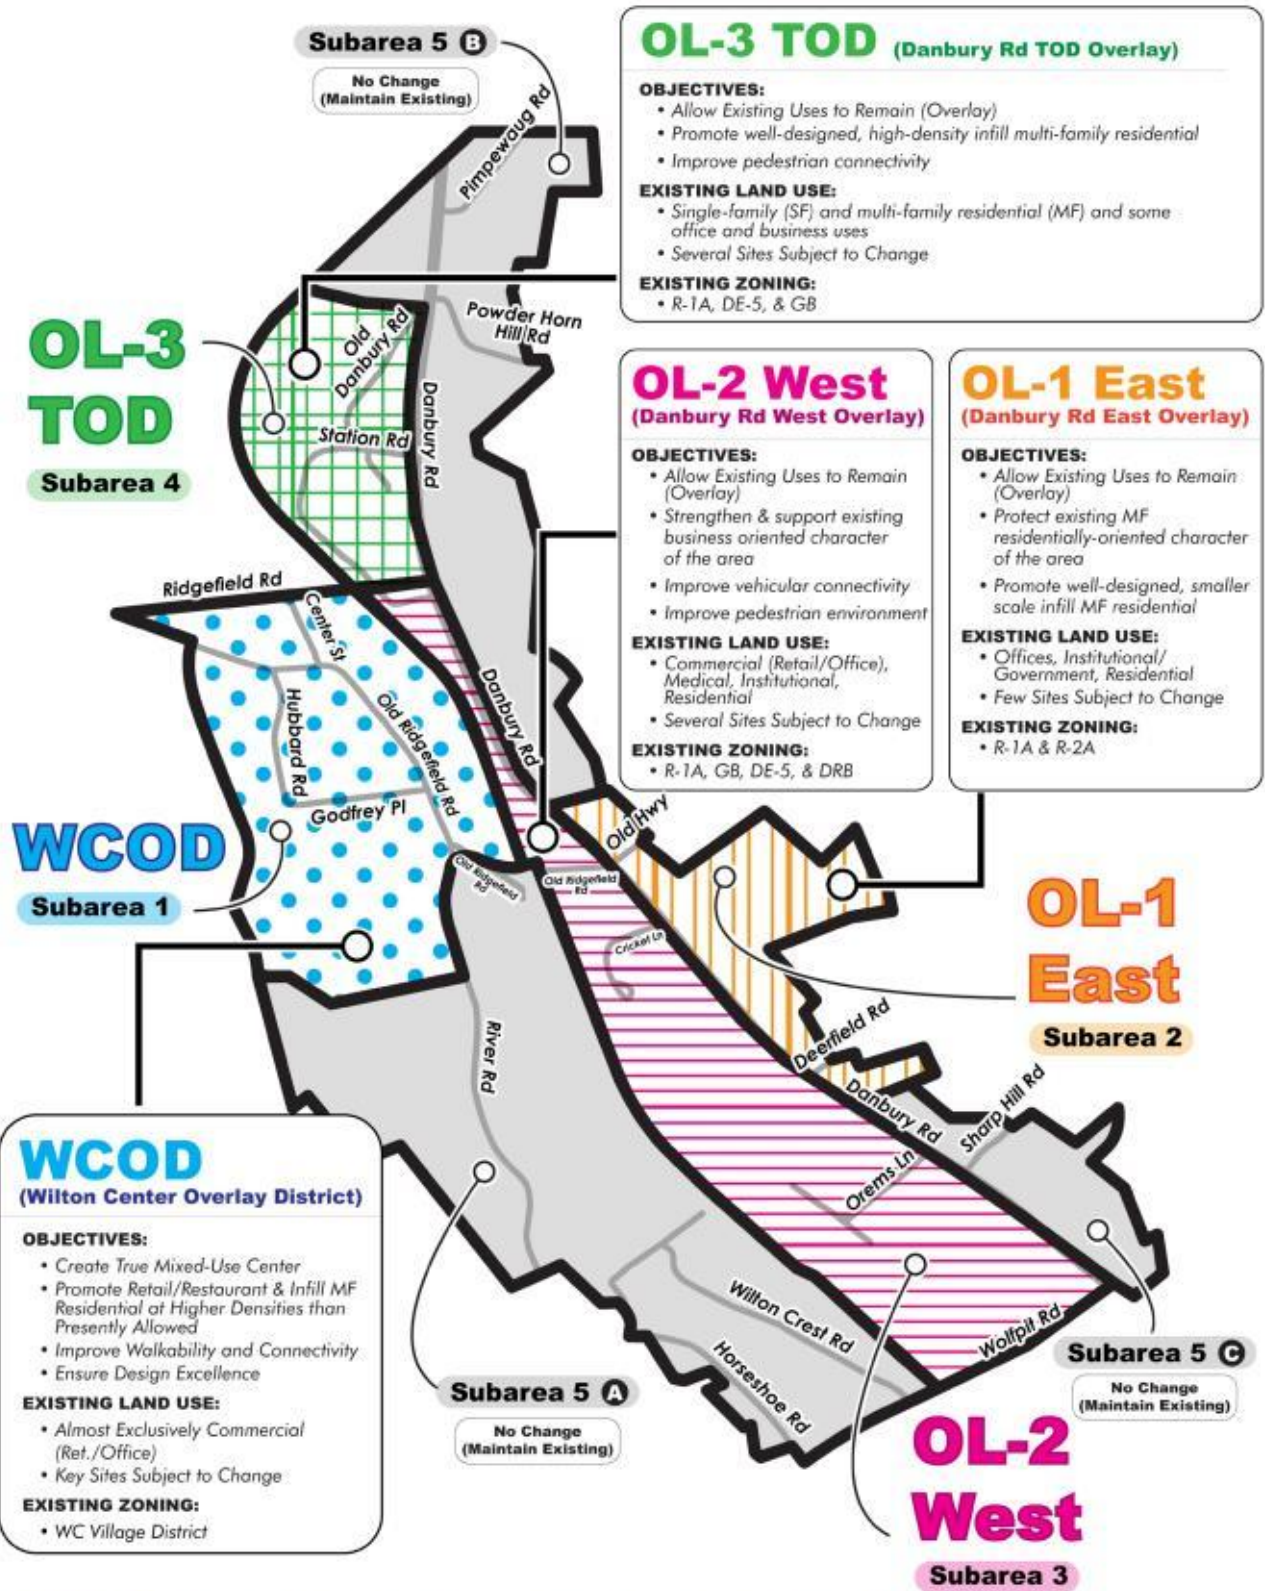 Subarea 5 B
No Change
(Maintain Existing)
OL-3 TOD (Danbury Rd TOD Overlay)
OBJECTIVES:
• Allow Existing Uses to Remain (Overlay)
• Promote well-designed, high-density infill multi-family residential
• Improve pedestrian connectivity
EXISTING LAND USE:
• Single-family (SF) and multi-family residential (MF) and some
office and business uses
• Several Sites Subject to Change
EXISTING ZONING:
• R-1A, DE-5, & GB
Pimpewaug Rd
Powder Horn
Hill Rd
Old
Danbury Rd
Danbury Rd
Station Rd
OL-3
TOD
Subarea 4
OL-2 West
(Danbury Rd West Overlay)
OBJECTIVES:
• Allow Existing Uses to Remain
(Overlay)
• Strengthen & support existing
business oriented character
of the area
• Improve vehicular connectivity
• Improve pedestrian environment
EXISTING LAND USE:
• Commercial (Retail/Office),
Medical, Institutional,
Residential
• Several Sites Subject to Change
EXISTING ZONING:
• R-1A, GB, DE-5, & DRB
OL-1 East
(Danbury Rd East Overlay)
OBJECTIVES:
• Allow Existing Uses to Remain
(Overlay)
• Protect existing MF
residentially-oriented character
of the area
• Promote well-designed, smaller
scale infill MF residential
EXISTING LAND USE:
• Offices, Institutional/
Government, Residential
• Few Sites Subject to Change
EXISTING ZONING:
• R-1A & R-2A
Ridgefield Rd
Center St
Hubbard Rd
Old Ridgefield Rd
Danbury Rd
Godfrey Pl
Old Hwy
Old Ridgefield
Rd
Old Ridgefield
Rd
Cricket Ln
WCOD
Subarea 1
OL-1
East
Subarea 2
River Rd
Deerfield Rd
Danbury Rd
Sharp Hill Rd
Orems Ln
Wilton Crest Rd
Horseshoe Rd
Wolfpit Rd
WCOD
(Wilton Center Overlay District)
OBJECTIVES:
• Create True Mixed-Use Center
• Promote Retail/Restaurant & Infill MF
Residential at Higher Densities than
Presently Allowed
• Improve Walkability and Connectivity
• Ensure Design Excellence
EXISTING LAND USE:
• Almost Exclusively Commercial
(Ret./Office)
• Key Sites Subject to Change
EXISTING ZONING:
• WC Village District
Subarea 5 A
No Change
(Maintain Existing)
Subarea 5 C
No Change
(Maintain Existing)
OL-2
West
Subarea 3